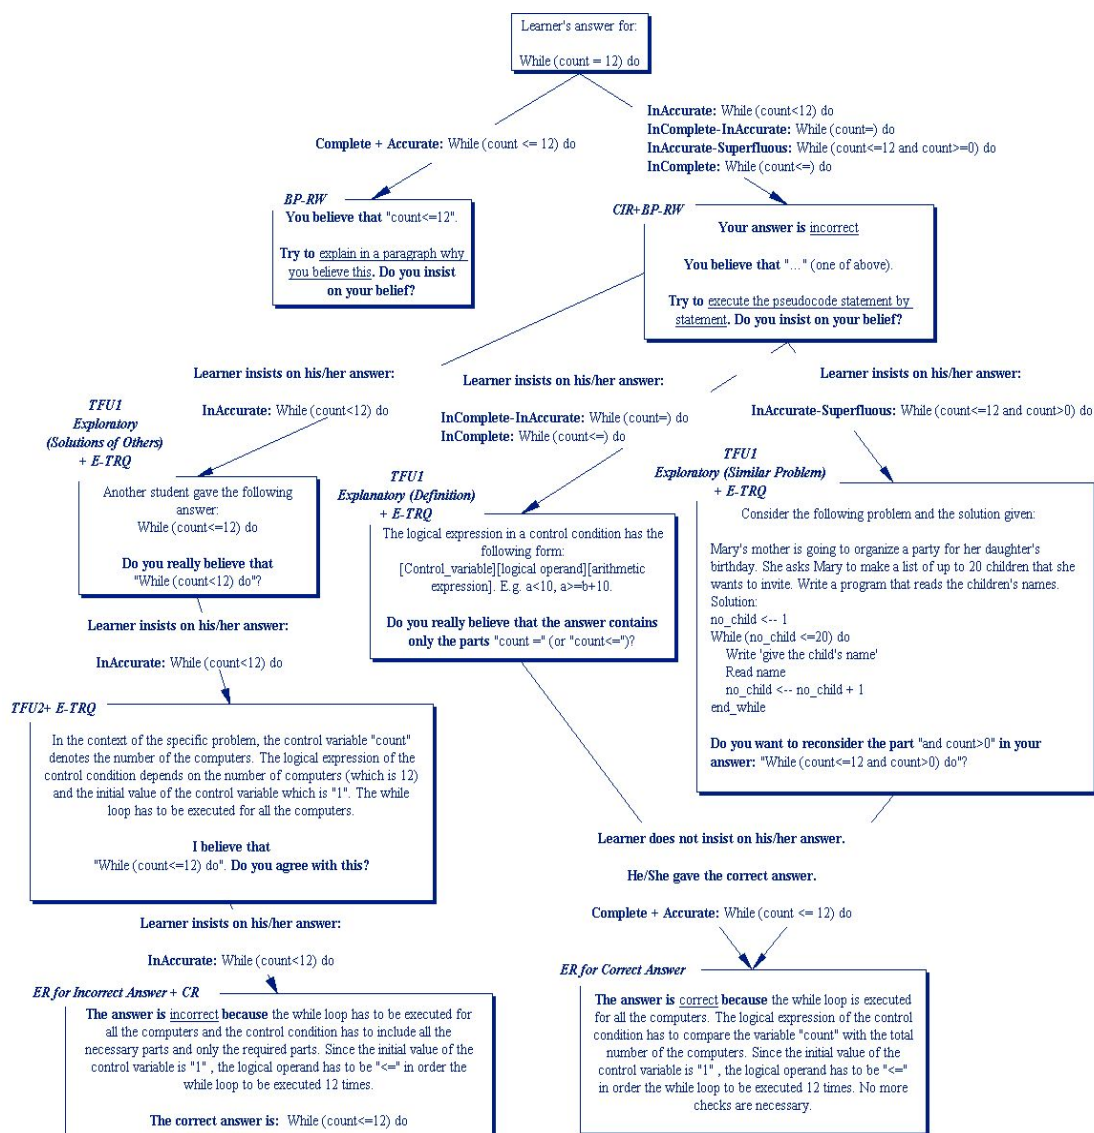 Learner's answer for:
While (count = 12) do
Complete + Accurate: While (count <= 12) do
InAccurate: While (count<12) do
InComplete-InAccurate: While (count=) do
InAccurate-Superfluous: While (count<=12 and count>=0) do
InComplete: While (count<=) do
BP-RW
You believe that "count<=12".
Try to explain in a paragraph why
you believe this. Do you insist
on your belief?
CIR+BP-RW
Your answer is incorrect
You believe that "..." (one of above).
Try to execute the pseudocode statement by
statement. Do you insist on your belief?
Learner insists on his/her answer:
InAccurate: While (count<12) do
Learner insists on his/her answer:
InComplete-InAccurate: While (count=) do
InComplete: While (count<=) do
Learner insists on his/her answer:
InAccurate-Superfluous: While (count<=12 and count>0) do
TFU1
Exploratory
(Solutions of Others)
+ E-TRQ
Another student gave the following
answer:
While (count<=12) do
Do you really believe that
"While (count<12) do"?
TFU1
Explanatory (Definition)
+ E-TRQ
The logical expression in a control condition has the
following form:
[Control_variable][logical operand][arithmetic
expression]. E.g. a<10, a>=b+10.
Do you really believe that the answer contains
only the parts "count =" (or "count<=")?
TFU1
Exploratory (Similar Problem)
+ E-TRQ
Consider the following problem and the solution given:
Mary's mother is going to organize a party for her daughter's
birthday. She asks Mary to make a list of up to 20 children that she
wants to invite. Write a program that reads the children's names.
Solution:
no_child <-- 1
While (no_child <=20) do
Write 'give the child's name'
Read name
no_child <-- no_child + 1
end_while
Do you want to reconsider the part "and count>0" in your
answer: "While (count<=12 and count>0) do"?
Learner insists on his/her answer:
InAccurate: While (count<12) do
TFU2+ E-TRQ
In the context of the specific problem, the control variable "count"
denotes the number of the computers. The logical expression of the
control condition depends on the number of computers (which is 12)
and the initial value of the control variable which is "1". The while
loop has to be executed for all the computers.
I believe that
"While (count<=12) do". Do you agree with this?
Learner does not insist on his/her answer.
He/She gave the correct answer.
Complete + Accurate: While (count <= 12) do
Learner insists on his/her answer:
InAccurate: While (count<12) do
ER for Incorrect Answer + CR
The answer is incorrect because the while loop has to be executed for
all the computers and the control condition has to include all the
necessary parts and only the required parts. Since the initial value of the
control variable is "1" , the logical operand has to be "<=" in order the
while loop to be executed 12 times.
The correct answer is: While (count<=12) do
ER for Correct Answer
The answer is correct because the while loop is executed
for all the computers. The logical expression of the control
condition has to compare the variable "count" with the total
number of the computers. Since the initial value of the
control variable is "1" , the logical operand has to be "<="
in order the while loop to be executed 12 times. No more
checks are necessary.